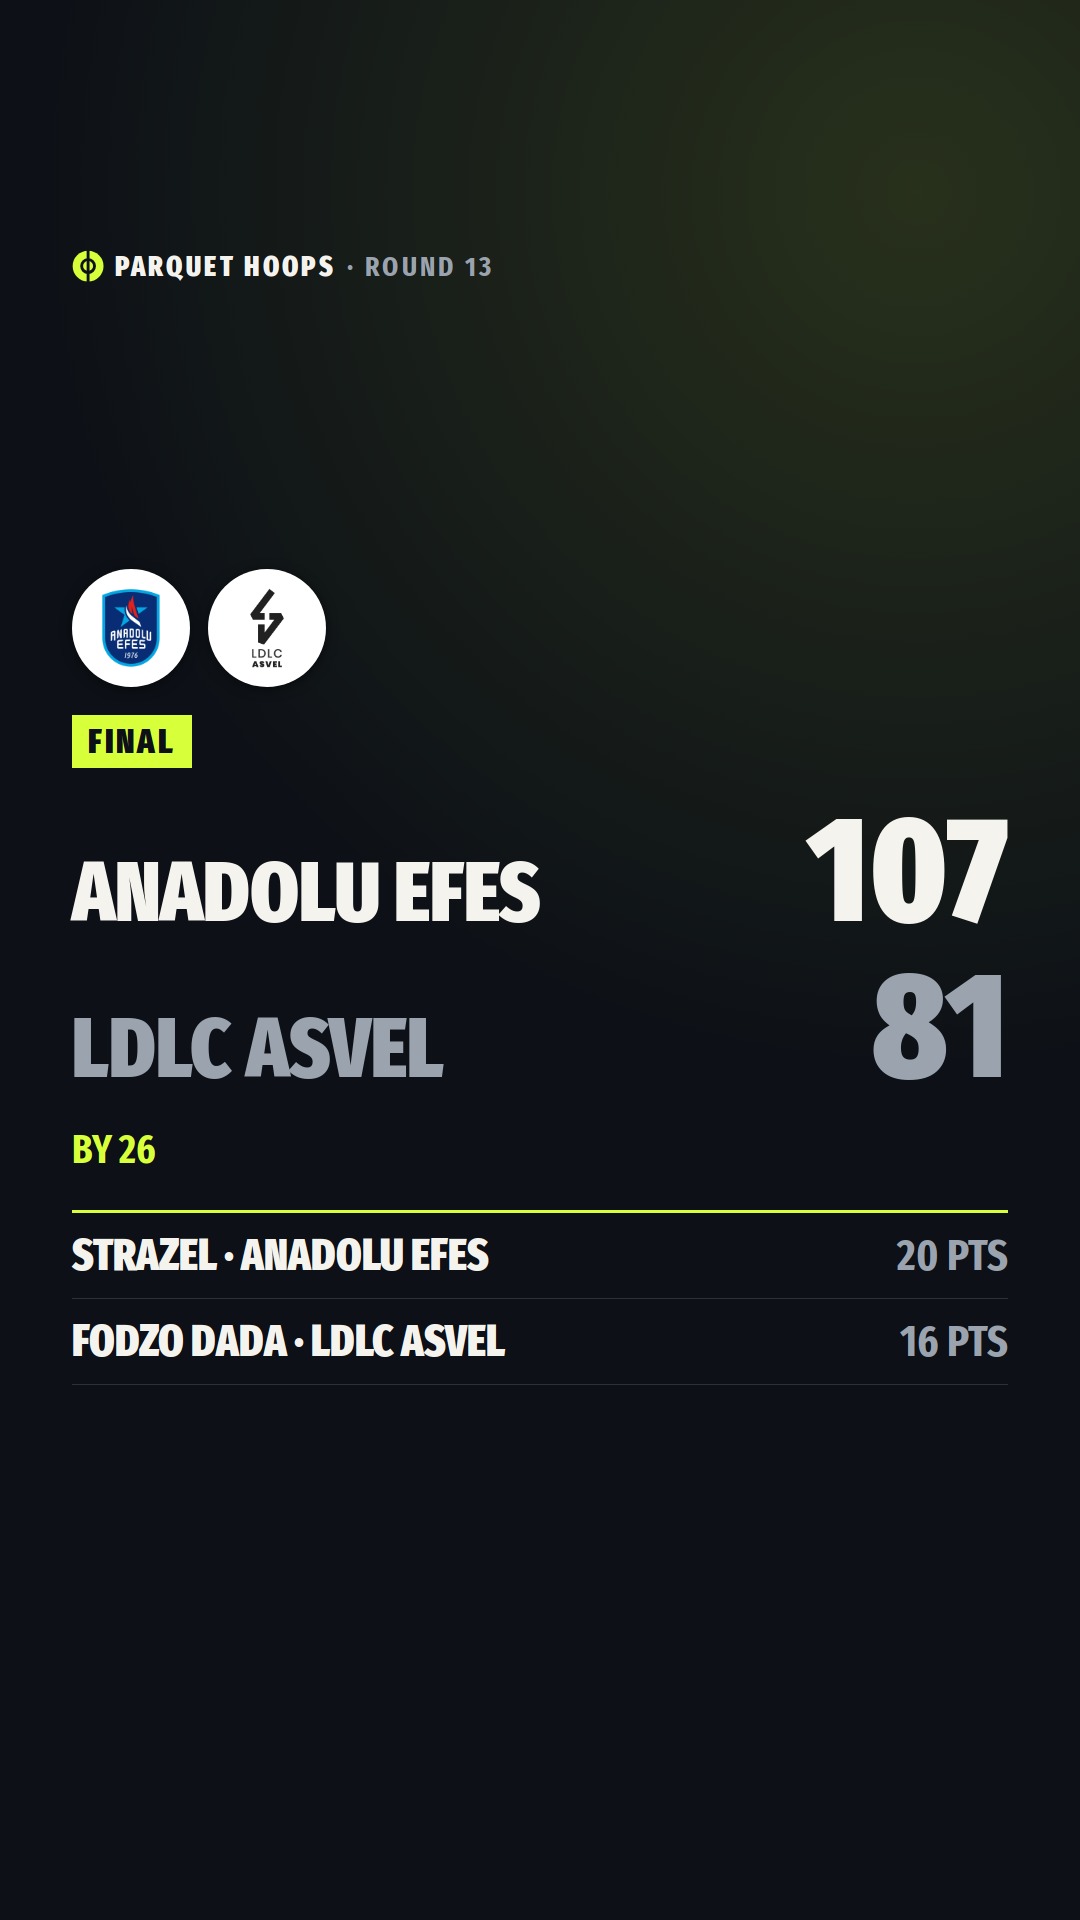 PARQUET HOOPS · ROUND 13
ANADOLU
EFES
1976
LDLC
ASVEL
FINAL
ANADOLU EFES 107
LDLC ASVEL 81
BY 26
STRAZEL · ANADOLU EFES 20 PTS
FODZO DADA · LDLC ASVEL 16 PTS